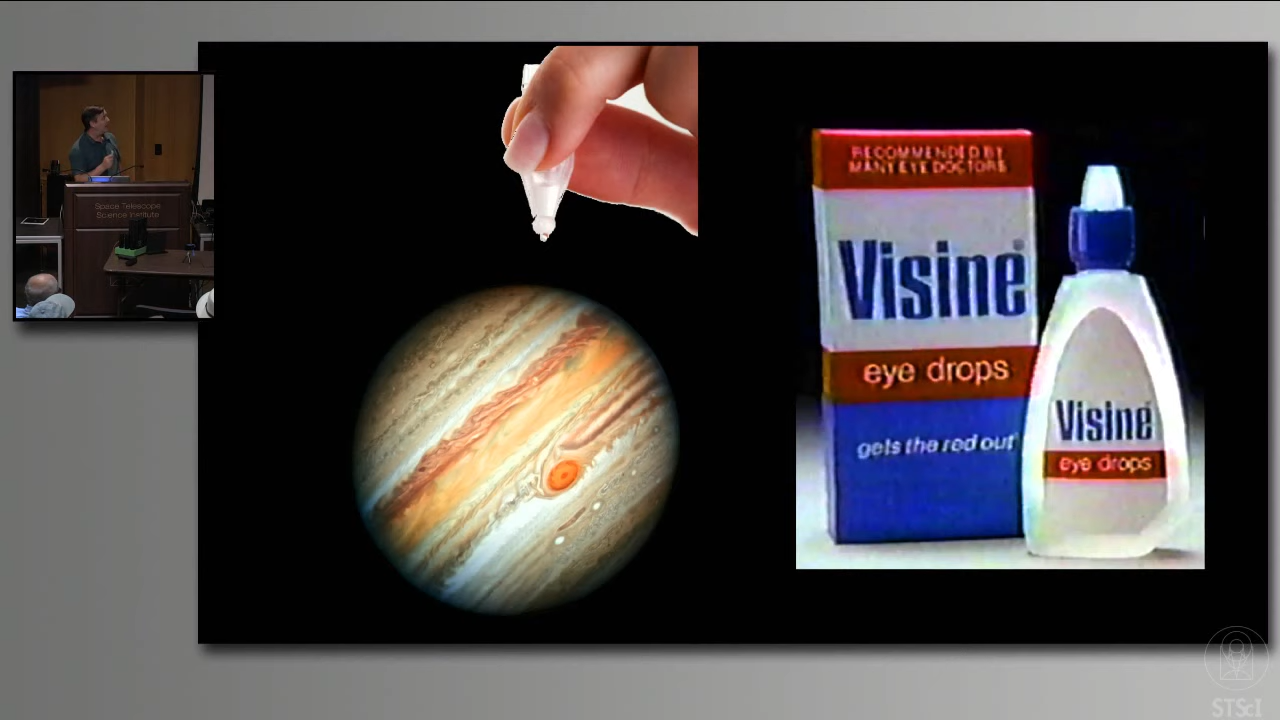 Space Telescope
Science Institute
RECOMMENDED BY
MANY EYE DOCTORS
Visine®
eye drops
gets the red out®
Visine®
eye drops
STScI